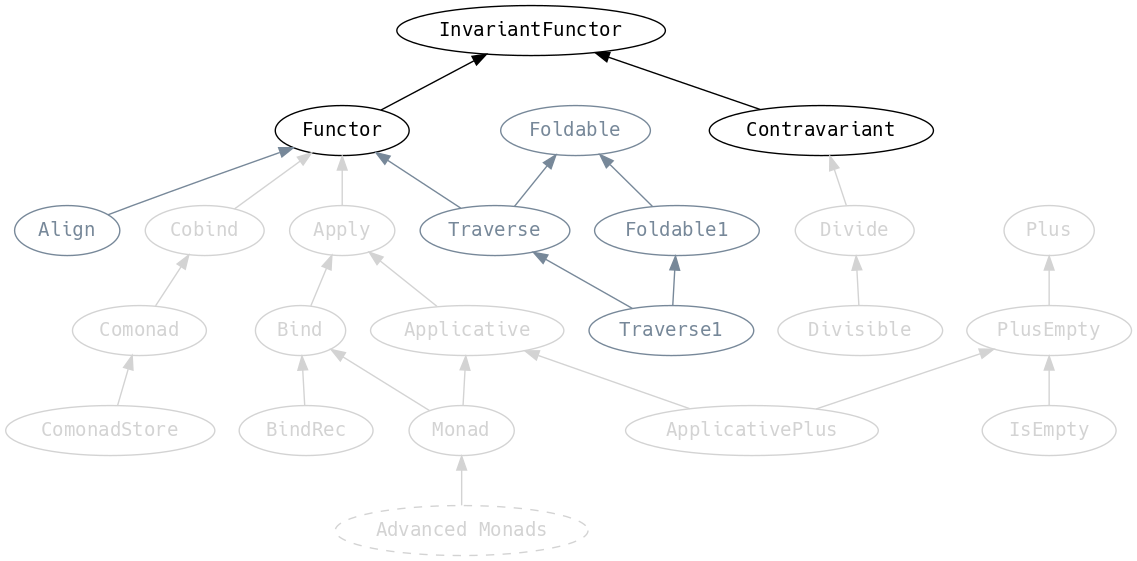 InvariantFunctor
Functor
Foldable
Contravariant
Align
Cobind
Apply
Traverse
Foldable1
Divide
Plus
Comonad
Bind
Applicative
Traverse1
Divisible
PlusEmpty
ComonadStore
BindRec
Monad
ApplicativePlus
IsEmpty
Advanced Monads